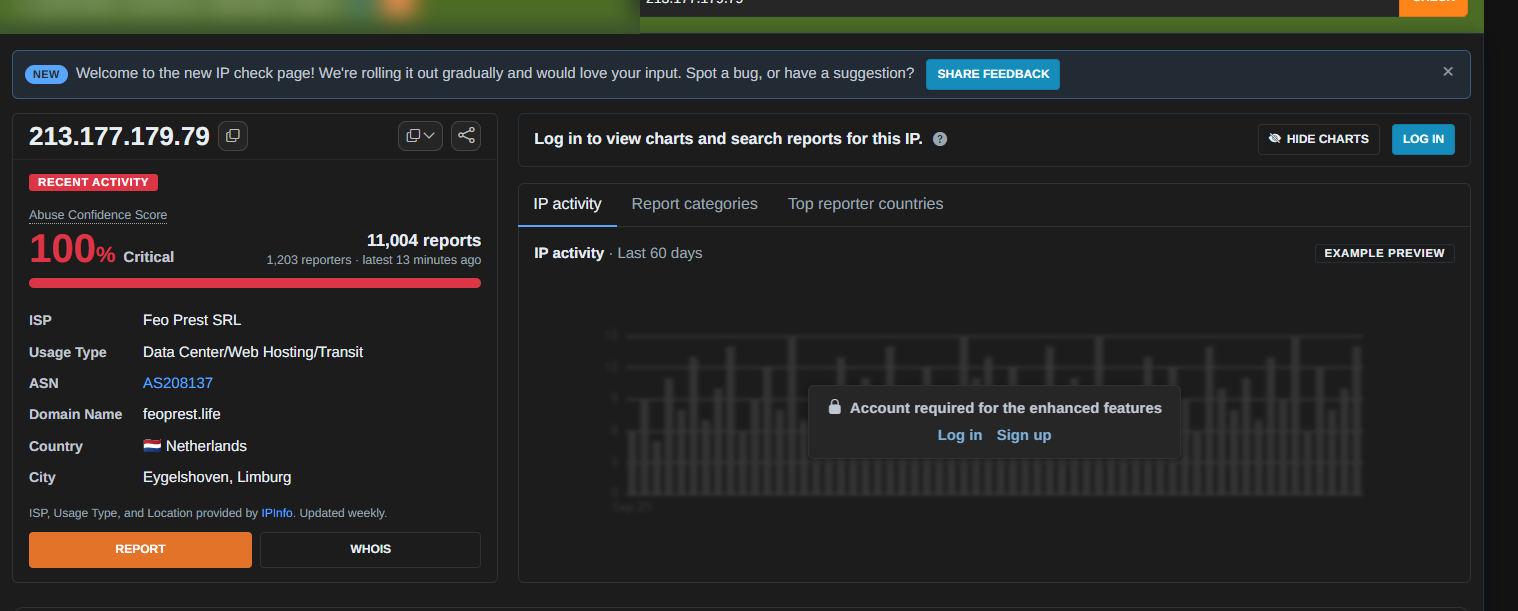 213.177.179.79
CHECK
NEW Welcome to the new IP check page! We're rolling it out gradually and would love your input. Spot a bug, or have a suggestion? SHARE FEEDBACK ×
213.177.179.79
RECENT ACTIVITY
Abuse Confidence Score
100% Critical
11,004 reports
1,203 reporters · latest 13 minutes ago
ISP Feo Prest SRL
Usage Type Data Center/Web Hosting/Transit
ASN AS208137
Domain Name feoprest.life
Country Netherlands
City Eygelshoven, Limburg
ISP, Usage Type, and Location provided by IPInfo. Updated weekly.
REPORT WHOIS
Log in to view charts and search reports for this IP. ? HIDE CHARTS LOG IN
IP activity Report categories Top reporter countries
IP activity · Last 60 days EXAMPLE PREVIEW
Account required for the enhanced features
Log in Sign up